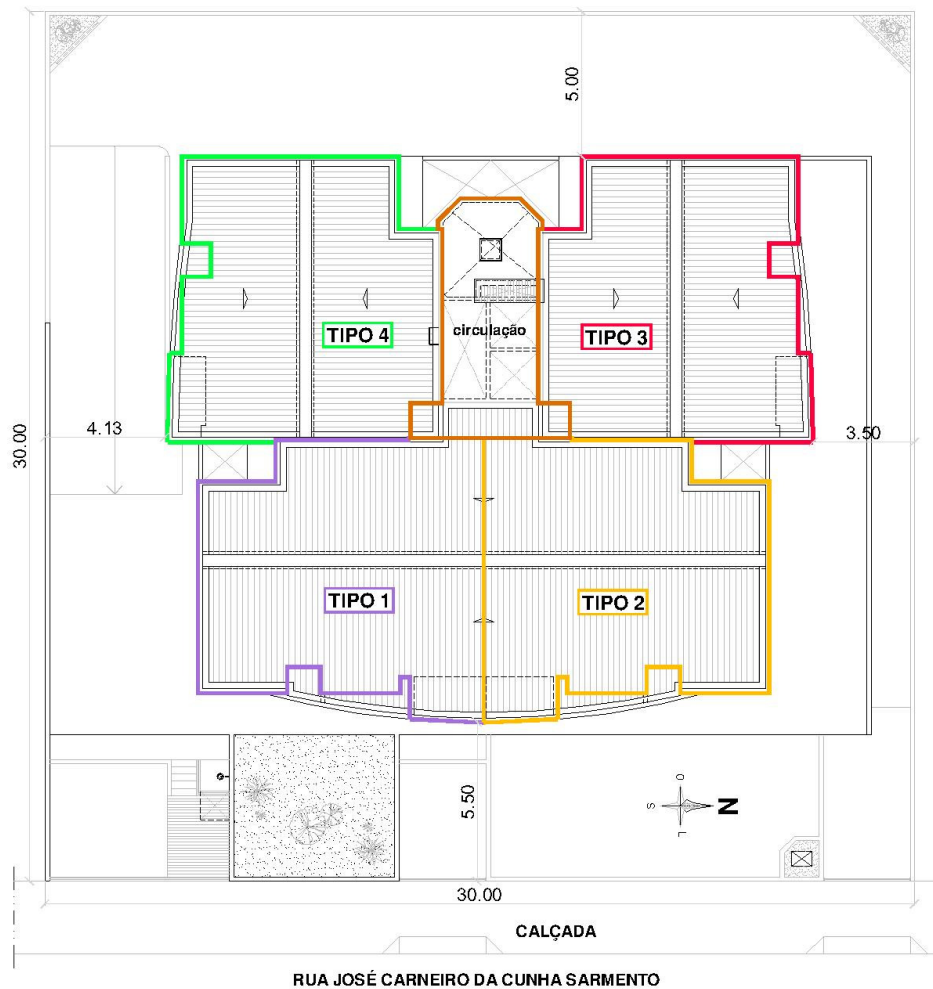 5.00
TIPO 4
circulação
TIPO 3
30.00
4.13
3.50
TIPO 1
TIPO 2
5.50
O
S
N
L
30.00
CALÇADA
RUA JOSÉ CARNEIRO DA CUNHA SARMENTO